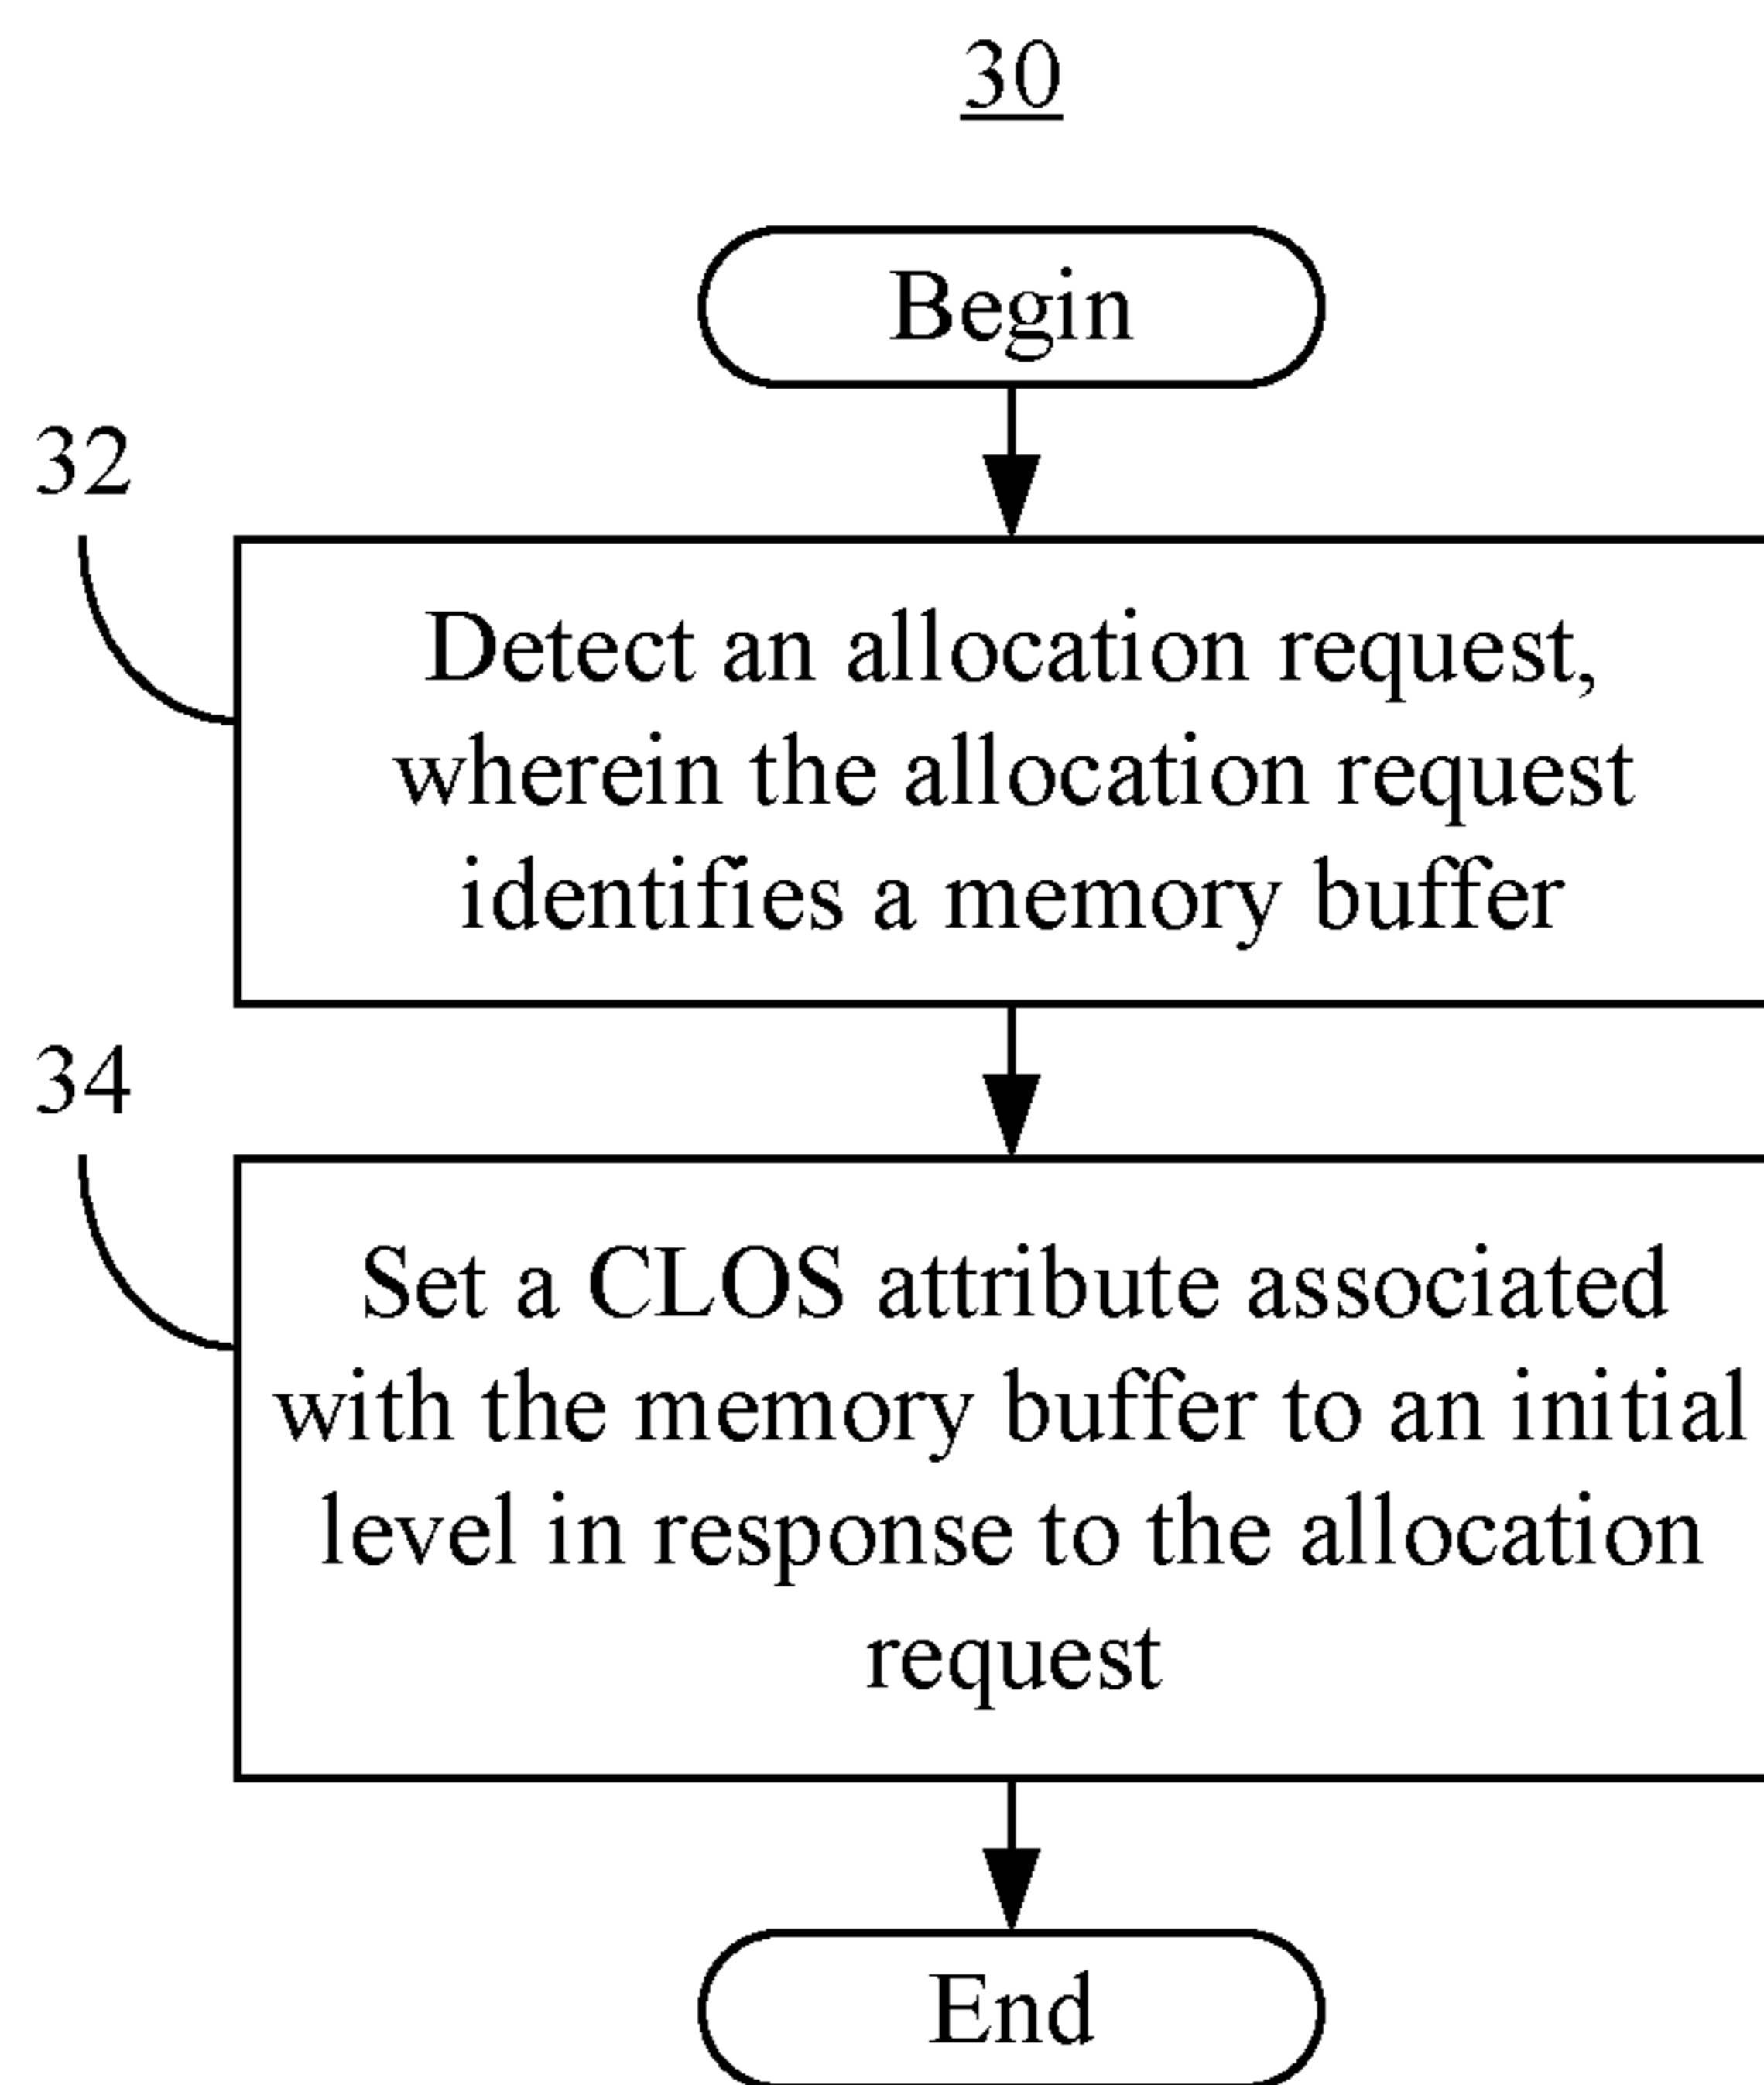 30
Begin
32
Detect an allocation request,
wherein the allocation request
identifies a memory buffer
34
Set a CLOS attribute associated
with the memory buffer to an initial
level in response to the allocation
request
End